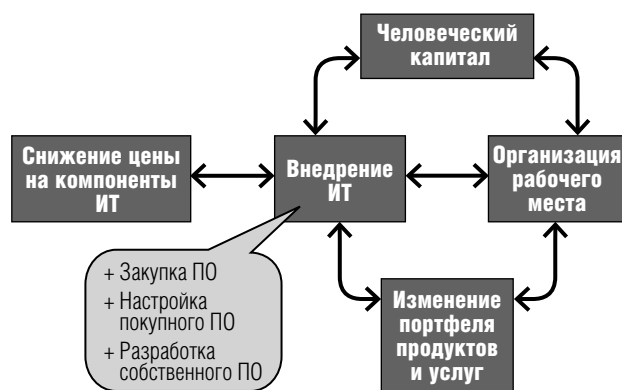 Человеческий
капитал
Снижение цены
на компоненты
ИТ
Внедрение
ИТ
Организация
рабочего
места
+ Закупка ПО
+ Настройка
покупного ПО
+ Разработка
собственного ПО
Изменение
портфеля
продуктов
и услуг